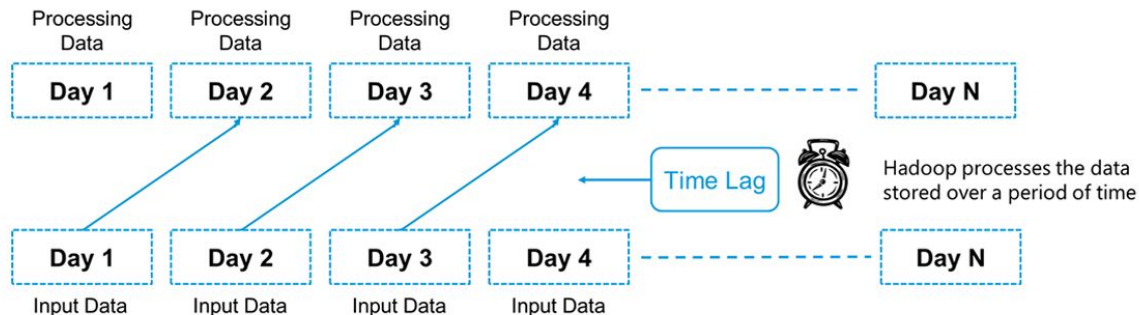 Processing Data
Processing Data
Processing Data
Processing Data
Day 1
Day 2
Day 3
Day 4
Day N
Time Lag
Hadoop processes the data
stored over a period of time
Day 1
Day 2
Day 3
Day 4
Day N
Input Data
Input Data
Input Data
Input Data